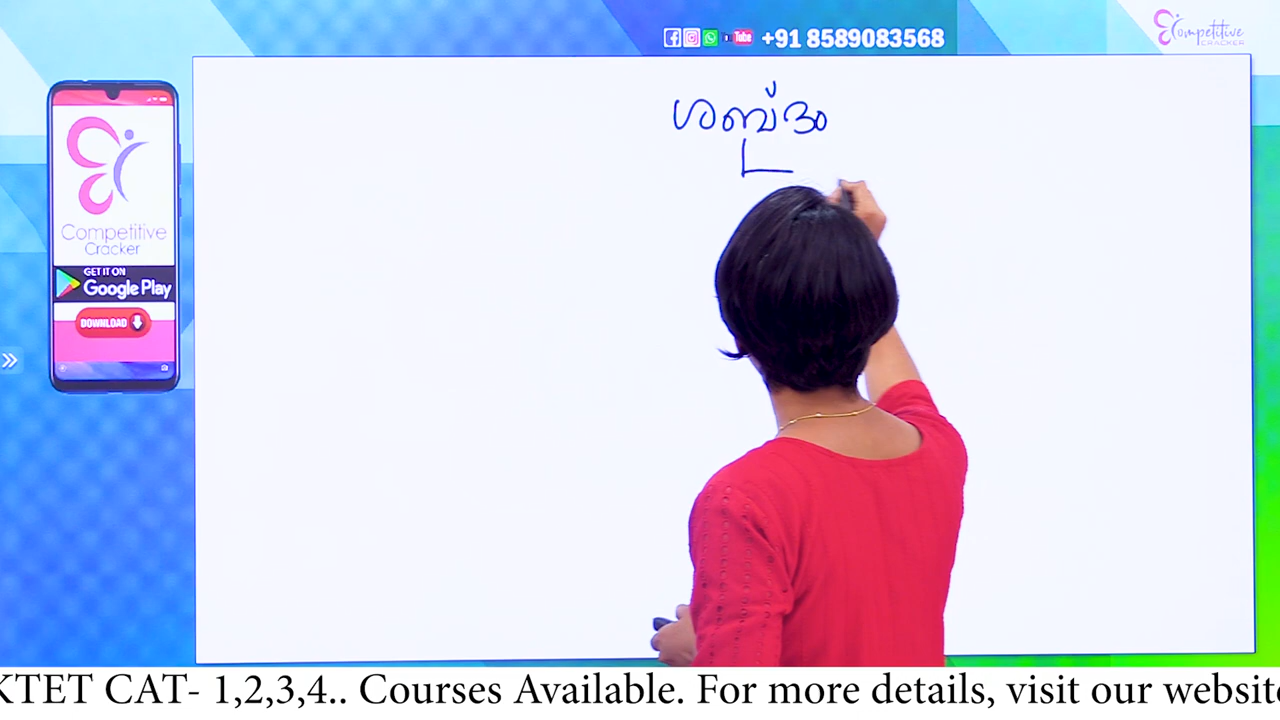 +91 8589083568
Competitive
CRACKER
ശബ്ദം
Competitive
Cracker
GET IT ON
Google Play
DOWNLOAD
KTET CAT- 1,2,3,4.. Courses Available. For more details, visit our website